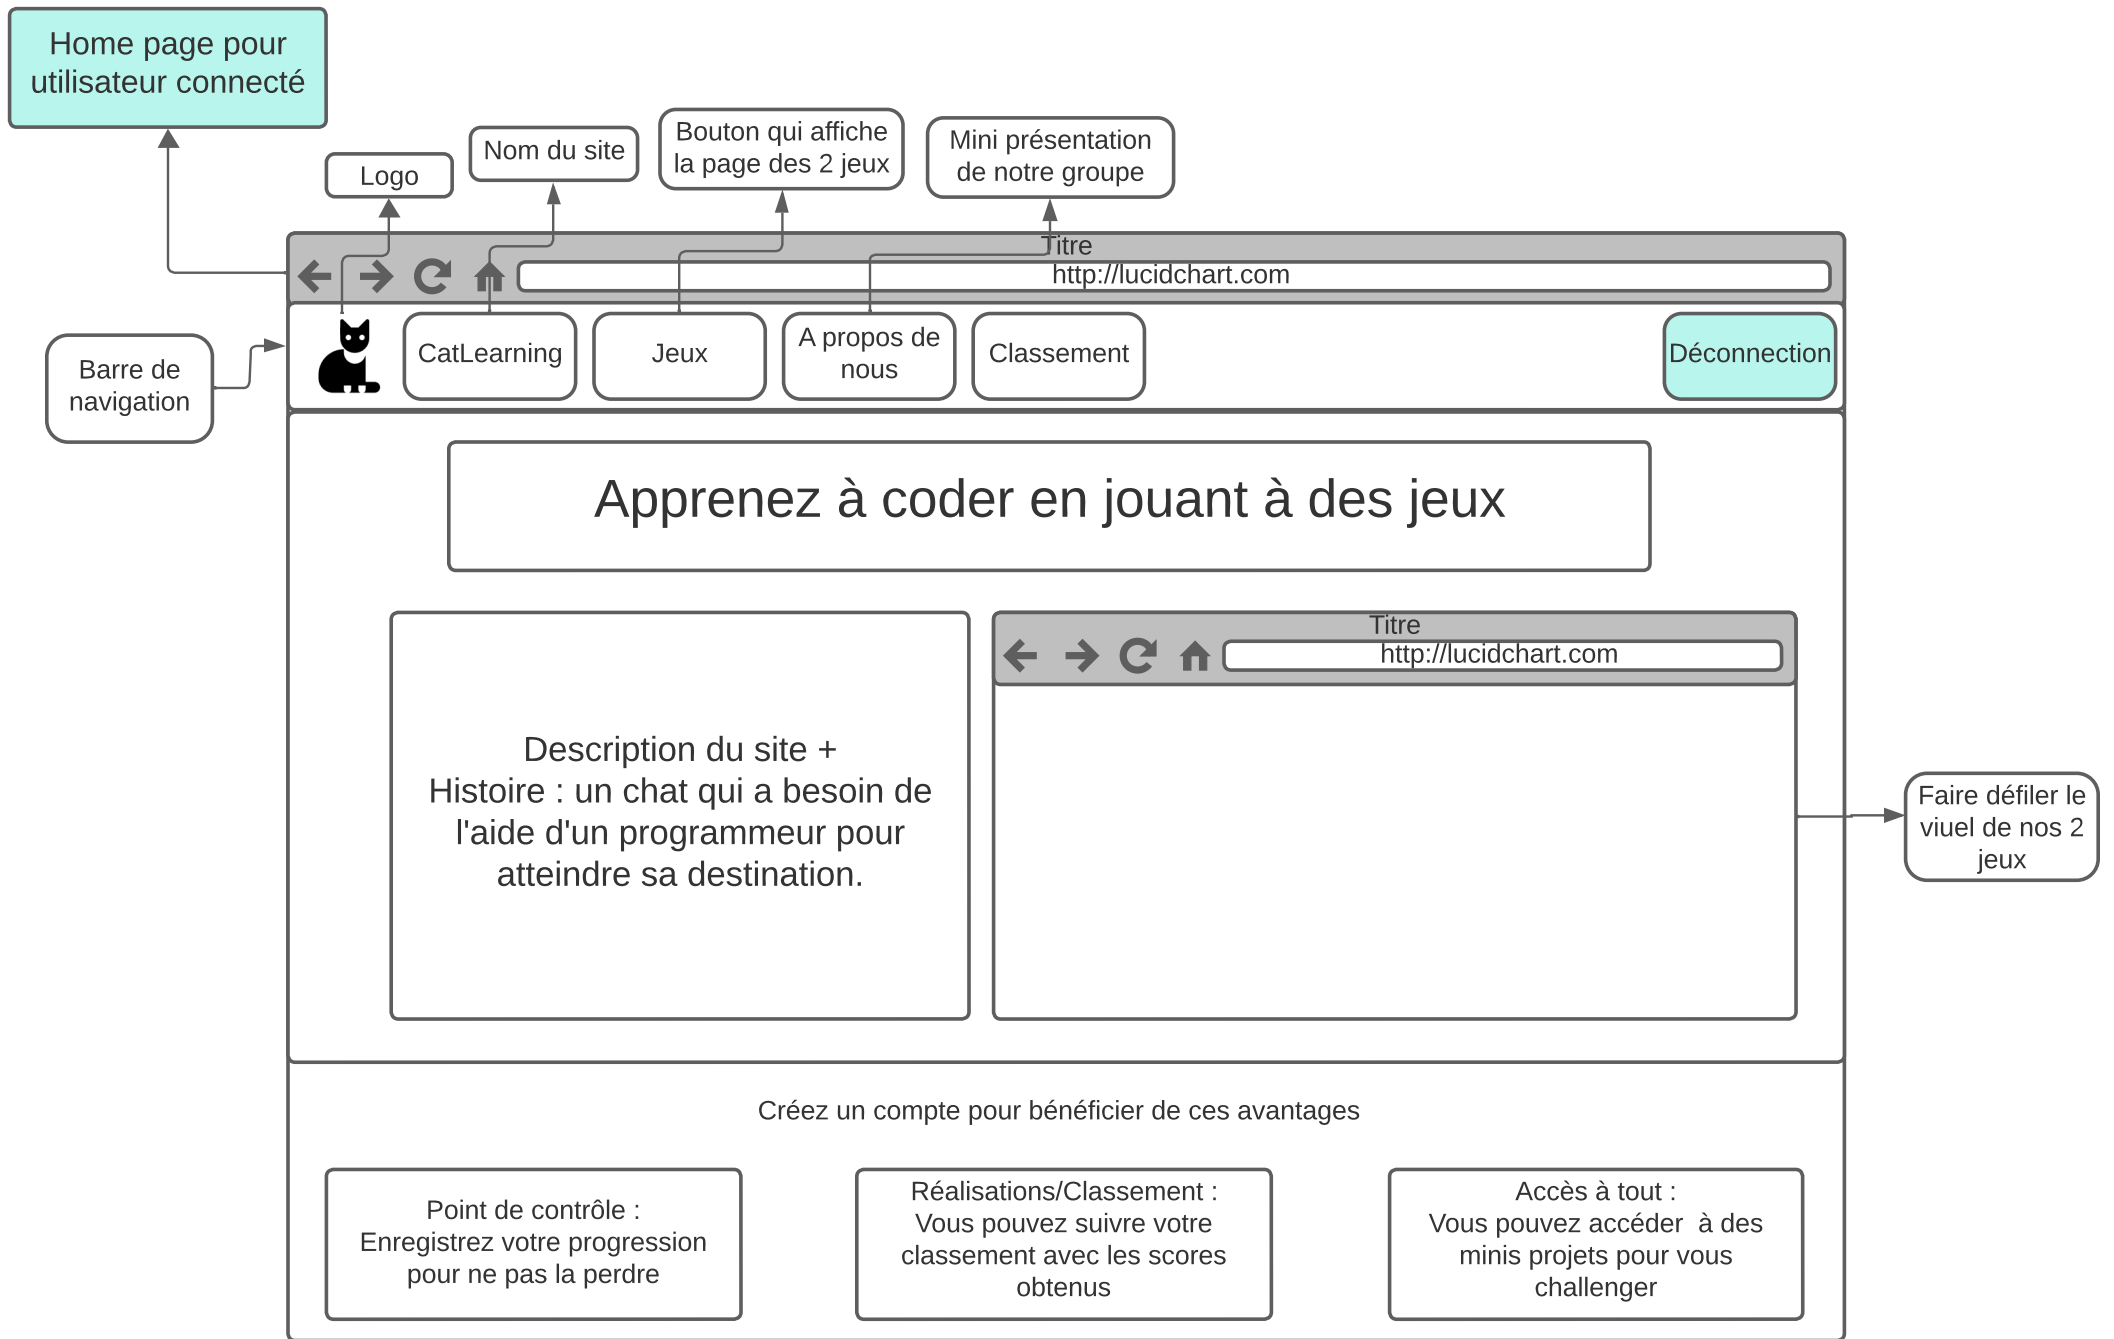 Home page pour
utilisateur connecté
Logo
Nom du site
Bouton qui affiche
la page des 2 jeux
Mini présentation
de notre groupe
Titre
http://lucidchart.com
Barre de
navigation
CatLearning
Jeux
A propos de
nous
Classement
Déconnection
Apprenez à coder en jouant à des jeux
Description du site +
Histoire : un chat qui a besoin de
l'aide d'un programmeur pour
atteindre sa destination.
Titre
http://lucidchart.com
Faire défiler le
viuel de nos 2
jeux
Créez un compte pour bénéficier de ces avantages
Point de contrôle :
Enregistrez votre progression
pour ne pas la perdre
Réalisations/Classement :
Vous pouvez suivre votre
classement avec les scores
obtenus
Accès à tout :
Vous pouvez accéder  à des
minis projets pour vous
challenger